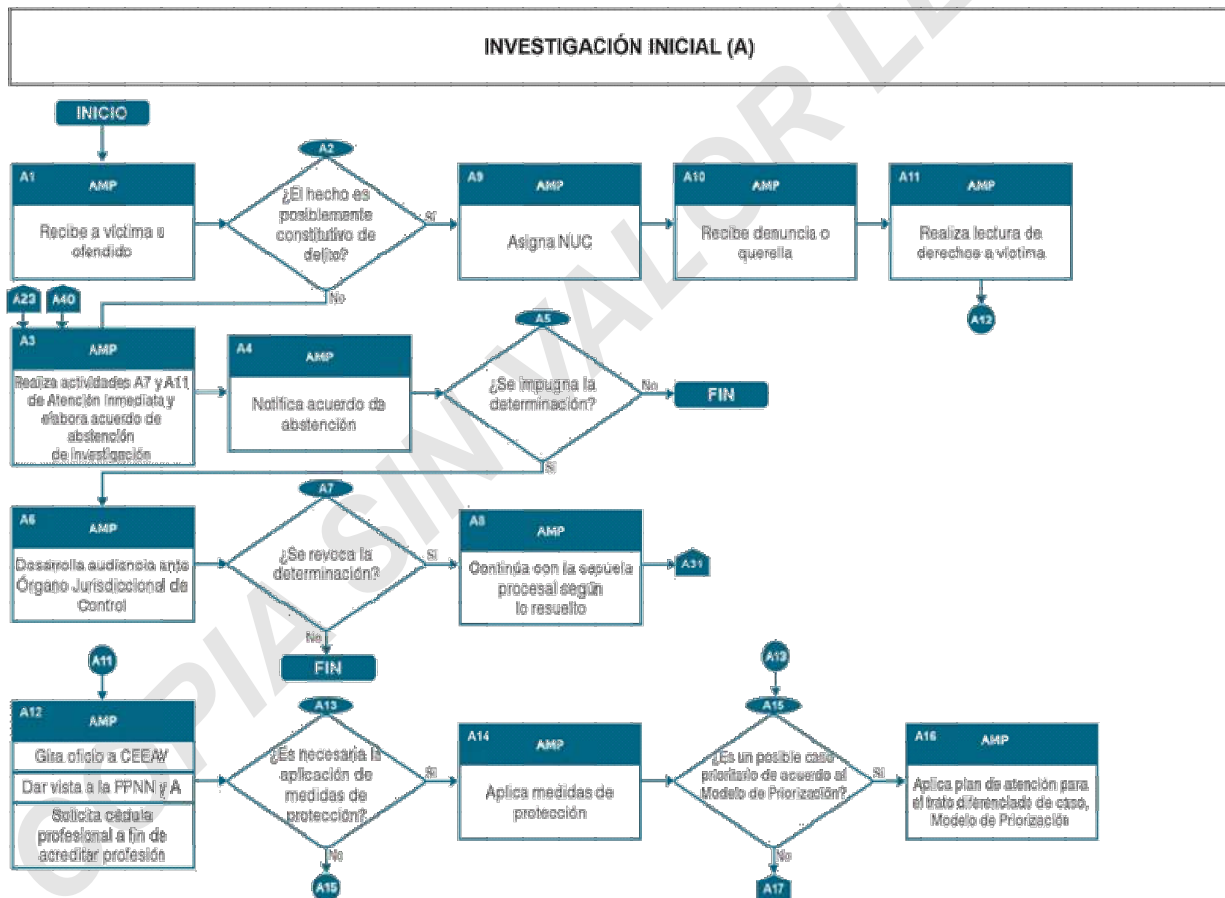 INVESTIGACIÓN INICIAL (A)
INICIO
A1
AMP
Recibe a víctima u
ofendido
A2
¿El hecho es
posiblemente
constitutivo de
delito?
Sí
No
A9
AMP
Asigna NUC
A10
AMP
Recibe denuncia o
querella
A11
AMP
Realiza lectura de
derechos a víctima
A12
A23
A40
A3
AMP
Realiza actividades A7 y A11
de Atención Inmediata y
elabora acuerdo de
abstención
de investigación
A4
AMP
Notifica acuerdo de
abstención
A5
¿Se impugna la
determinación?
No
FIN
Sí
A6
AMP
Desarrolla audiencia ante
Órgano Jurisdiccional de
Control
A7
¿Se revoca la
determinación?
Sí
No
FIN
A8
AMP
Continúa con la secuela
procesal según
lo resuelto
A31
A11
A12
AMP
Gira oficio a CEEAV
Dar vista a la PPNN y A
Solicita cédula
profesional a fin de
acreditar profesión
A13
¿Es necesaria la
aplicación de
medidas de
protección?
Sí
No
A15
A14
AMP
Aplica medidas de
protección
A13
A15
¿Es un posible caso
prioritario de acuerdo al
Modelo de Priorización?
Sí
No
A17
A16
AMP
Aplica plan de atención para
el trato diferenciado de caso,
Modelo de Priorización
COPIA SIN VALOR